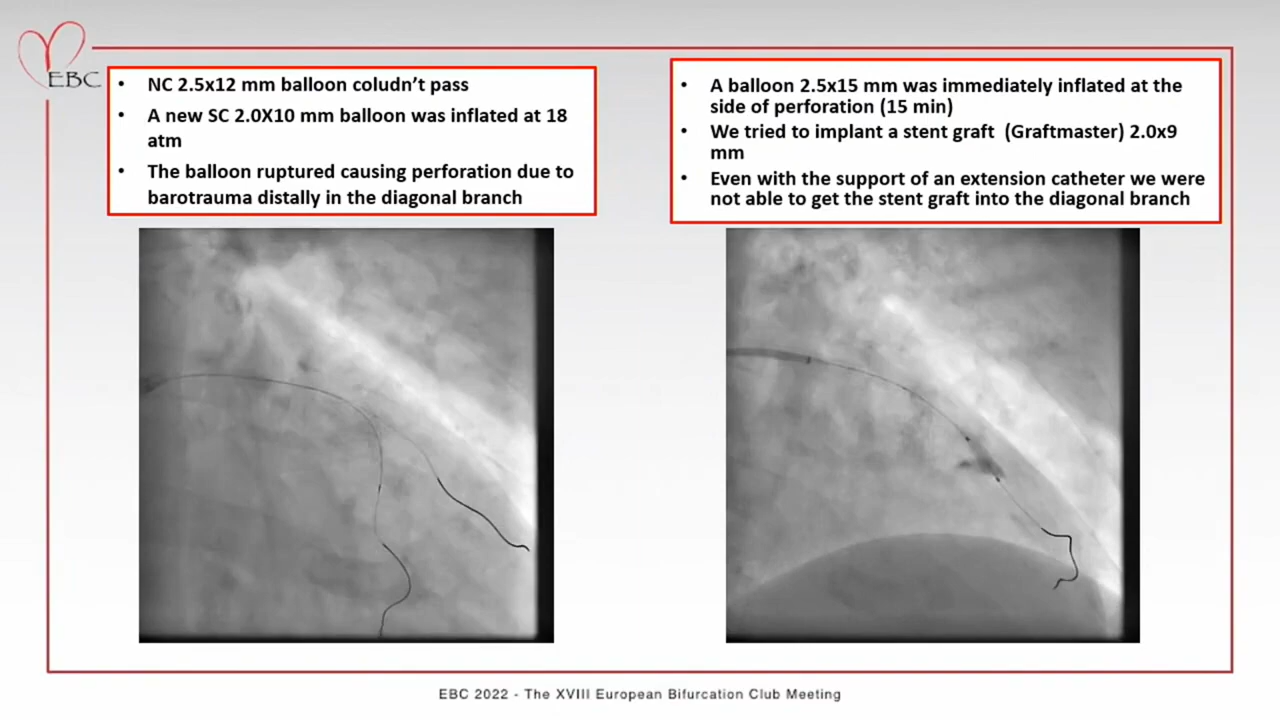 EBC
• NC 2.5x12 mm balloon coludn't pass
• A new SC 2.0X10 mm balloon was inflated at 18
atm
• The balloon ruptured causing perforation due to
barotrauma distally in the diagonal branch
• A balloon 2.5x15 mm was immediately inflated at the
side of perforation (15 min)
• We tried to implant a stent graft (Graftmaster) 2.0x9
mm
• Even with the support of an extension catheter we were
not able to get the stent graft into the diagonal branch
EBC 2022 - The XVIII European Bifurcation Club Meeting